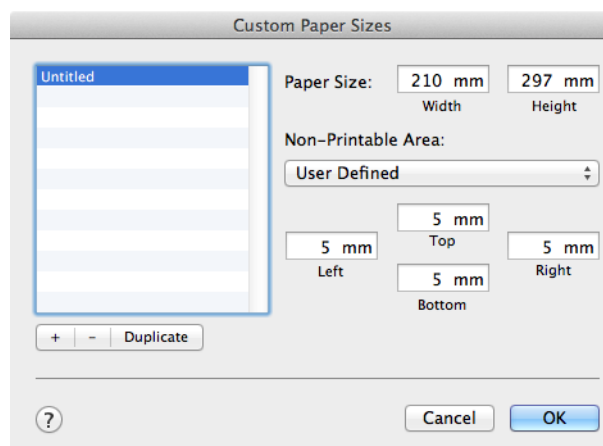 Custom Paper Sizes
Untitled
Paper Size:
210 mm
297 mm
Width
Height
Non-Printable Area:
User Defined
5 mm
Top
5 mm
5 mm
Left
Right
5 mm
Bottom
+ - Duplicate
?
Cancel
OK